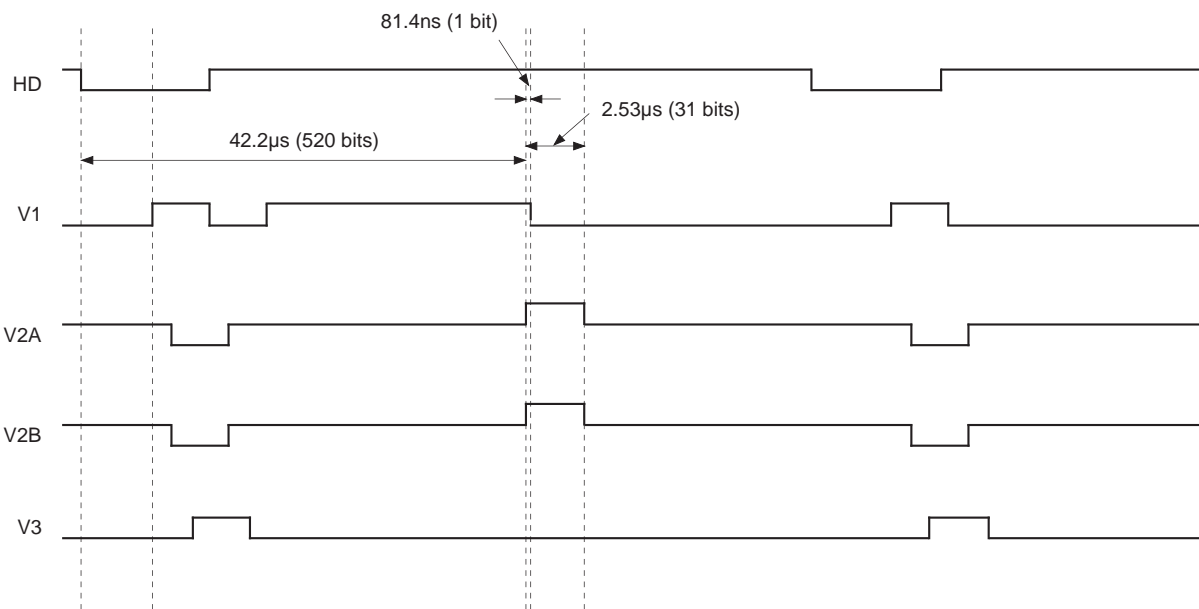 81.4ns (1 bit)
HD
2.53µs (31 bits)
42.2µs (520 bits)
V1
V2A
V2B
V3